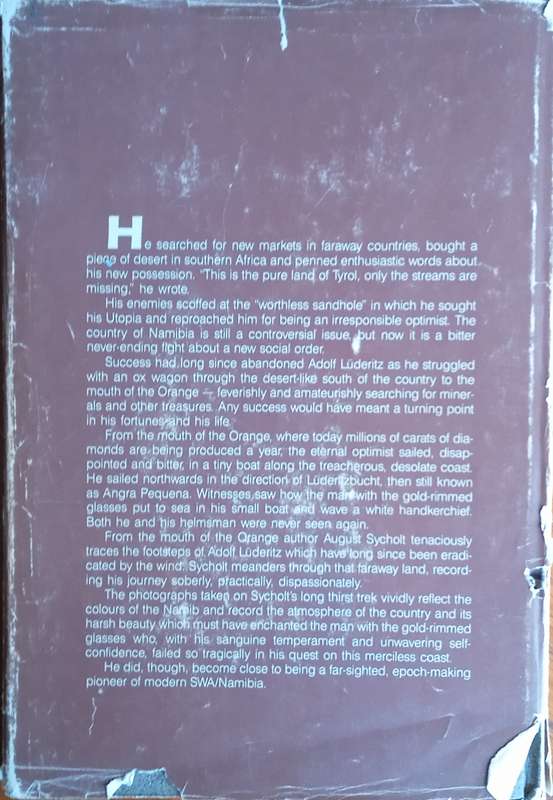 He searched for new markets in faraway countries, bought a
piece of desert in southern Africa and penned enthusiastic words about
his new possession. "This is the pure land of Tyrol, only the streams are
missing," he wrote.
His enemies scoffed at the "worthless sandhole" in which he sought
his Utopia and reproached him for being an irresponsible optimist. The
country of Namibia is still a controversial issue, but now it is a bitter
never-ending fight about a new social order.
Success had long since abandoned Adolf Lüderitz as he struggled
with an ox wagon through the desert-like south of the country to the
mouth of the Orange — feverishly and amateurishly searching for miner-
als and other treasures. Any success would have meant a turning point
in his fortunes and his life.
From the mouth of the Orange, where today millions of carats of dia-
monds are being produced a year, the eternal optimist sailed, disap-
pointed and bitter, in a tiny boat along the treacherous, desolate coast.
He sailed northwards in the direction of Lüderitzbucht, then still known
as Angra Pequena. Witnesses saw how the man with the gold-rimmed
glasses put to sea in his small boat and wave a white handkerchief.
Both he and his helmsman were never seen again.
From the mouth of the Orange author August Sycholt tenaciously
traces the footsteps of Adolf Lüderitz which have long since been eradi-
cated by the wind. Sycholt meanders through that faraway land, record-
ing his journey soberly, practically, dispassionately.
The photographs taken on Sycholt's long thirst trek vividly reflect the
colours of the Namib and record the atmosphere of the country and its
harsh beauty which must have enchanted the man with the gold-rimmed
glasses who, with his sanguine temperament and unwavering self-
confidence, failed so tragically in his quest on this merciless coast.
He did, though, become close to being a far-sighted, epoch-making
pioneer of modern SWA/Namibia.